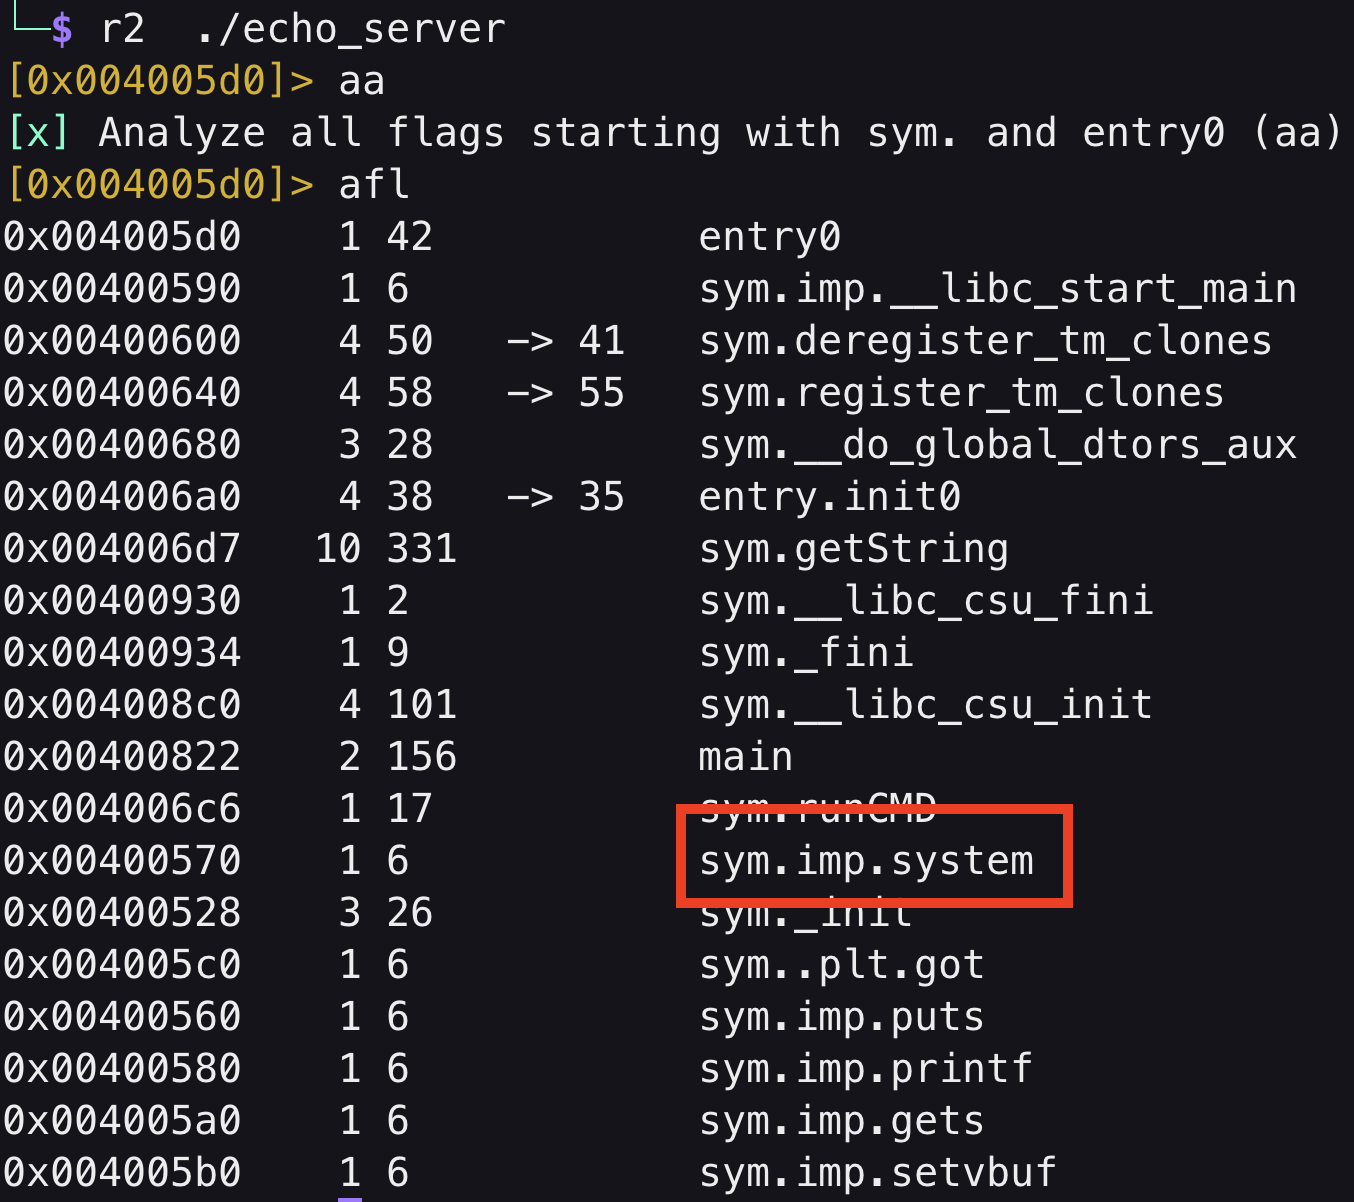 └─$ r2  ./echo_server
[0x004005d0]> aa
[x] Analyze all flags starting with sym. and entry0 (aa)
[0x004005d0]> afl
0x004005d0    1 42           entry0
0x00400590    1 6            sym.imp.__libc_start_main
0x00400600    4 50   -> 41   sym.deregister_tm_clones
0x00400640    4 58   -> 55   sym.register_tm_clones
0x00400680    3 28           sym.__do_global_dtors_aux
0x004006a0    4 38   -> 35   entry.init0
0x004006d7   10 331          sym.getString
0x00400930    1 2            sym.__libc_csu_fini
0x00400934    1 9            sym._fini
0x004008c0    4 101          sym.__libc_csu_init
0x00400822    2 156          main
0x004006c6    1 17           sym.runCMD
0x00400570    1 6            sym.imp.system
0x00400528    3 26           sym._init
0x004005c0    1 6            sym..plt.got
0x00400560    1 6            sym.imp.puts
0x00400580    1 6            sym.imp.printf
0x004005a0    1 6            sym.imp.gets
0x004005b0    1 6            sym.imp.setvbuf